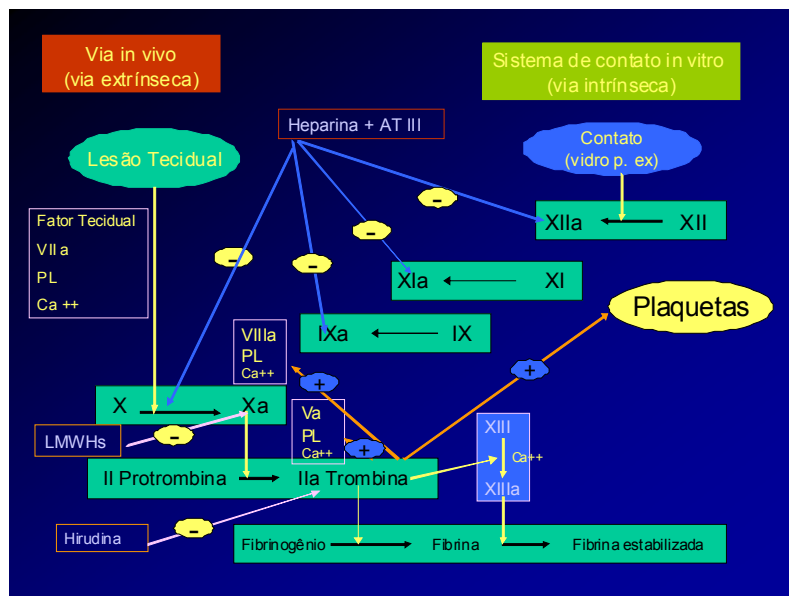 Via in vivo
(via extrínseca)
Sistema de contato in vitro
(via intrínseca)
Heparina + AT III
Lesão Tecidual
Contato
(vidro p. ex)
Fator Tecidual
VIIa
PL
Ca ++
-
-
-
-
XIIa
XII
XIa
XI
Plaquetas
IXa
IX
VIIIa
PL
Ca++
+
+
X
Xa
Va
PL
Ca++
+
XIII
Ca++
XIIIa
LMWHs
-
II Protrombina
IIa Trombina
Hirudina
-
Fibrinogênio
Fibrina
Fibrina estabilizada